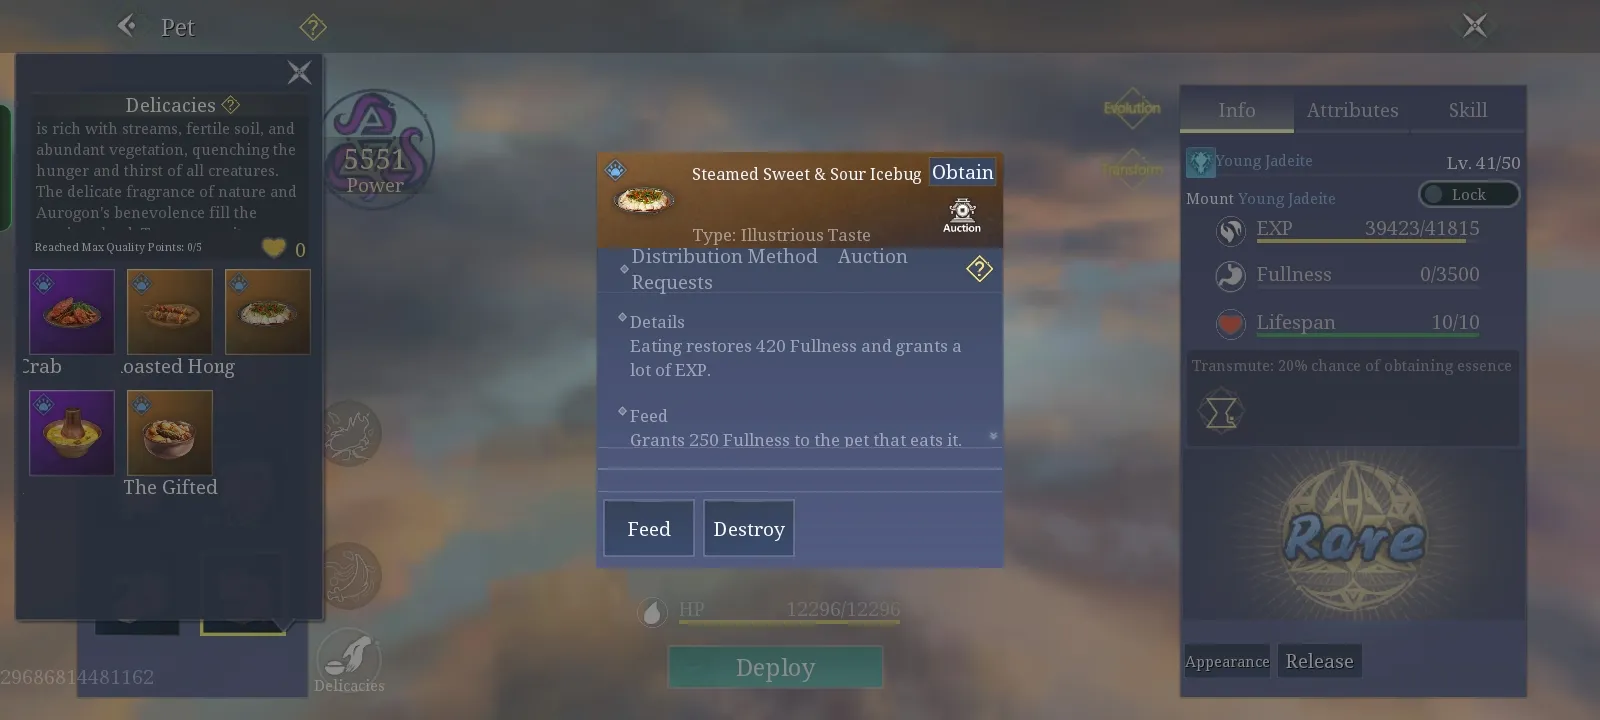 Pet
?
Delicacies ?
is rich with streams, fertile soil, and
abundant vegetation, quenching the
hunger and thirst of all creatures.
The delicate fragrance of nature and
Aurogon's benevolence fill the
Reached Max Quality Points: 0/5
0
Crab
oasted Hong
The Gifted
29686814481162
AS
5551
Power
Delicacies
Steamed Sweet & Sour Icebug
Obtain
Auction
Type: Illustrious Taste
Distribution Method Auction
Requests
?
Details
Eating restores 420 Fullness and grants a
lot of EXP.
Feed
Grants 250 Fullness to the pet that eats it.
Feed
Destroy
HP 12296/12296
Deploy
Evolution
Transform
Info
Attributes
Skill
Young Jadeite
Lv. 41/50
Mount Young Jadeite
Lock
EXP 39423/41815
Fullness 0/3500
Lifespan 10/10
Transmute: 20% chance of obtaining essence
Rare
Appearance
Release